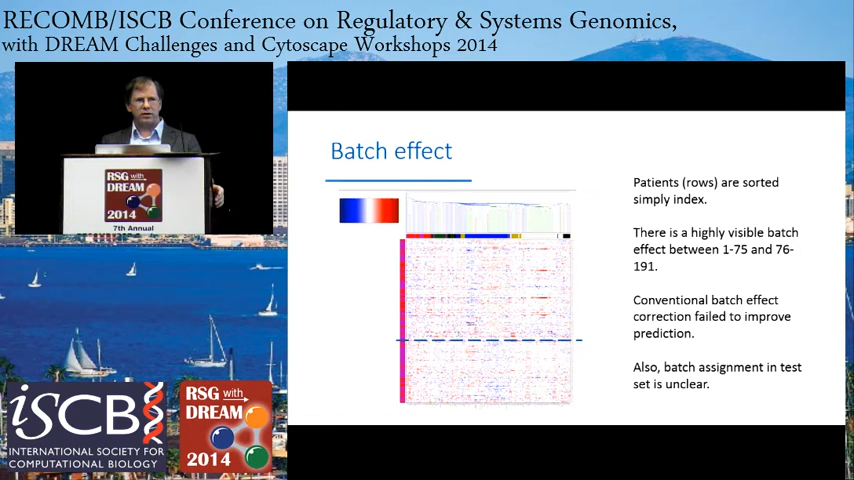 RECOMB/ISCB Conference on Regulatory & Systems Genomics,
with DREAM Challenges and Cytoscape Workshops 2014
RSG with
DREAM
2014
7th Annual
Batch effect
Patients (rows) are sorted
simply index.
There is a highly visible batch
effect between 1-75 and 76-
191.
Conventional batch effect
correction failed to improve
prediction.
Also, batch assignment in test
set is unclear.
iSCB
INTERNATIONAL SOCIETY FOR
COMPUTATIONAL BIOLOGY
RSG with
DREAM
2014